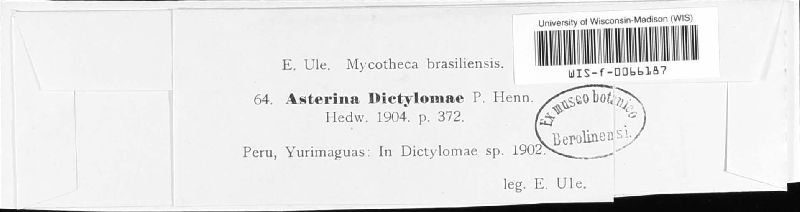 University of Wisconsin-Madison (WIS)
WIS-f-0066187
E. Ule. Mycotheca brasiliensis.
64. Asterina Dictylomae P. Henn.
Hedw. 1904. p. 372.
Ex museo botanico
Berolinensi.
Peru, Yurimaguas: In Dictylomae sp. 1902.
leg. E. Ule.